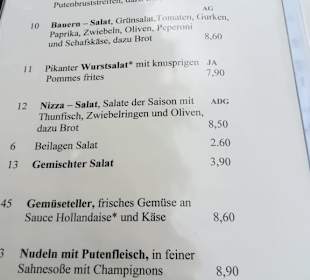 Putenbruststreifen, dazu
AG
10 Bauern – Salat, Grünsalat,Tomaten, Gurken,
Paprika, Zwiebeln, Oliven, Peperoni
und Schafskäse, dazu Brot 8,60
11 Pikanter Wurstsalat* mit knusprigen JA
Pommes frites 7,90
12 Nizza – Salat, Salate der Saison mit ADG
Thunfisch, Zwiebelringen und Oliven,
dazu Brot 8,50
6 Beilagen Salat 2.60
13 Gemischter Salat 3,90
45 Gemüseteller, frisches Gemüse an
Sauce Hollandaise* und Käse 8,60
3 Nudeln mit Putenfleisch, in feiner
Sahnesoße mit Champignons 8,90